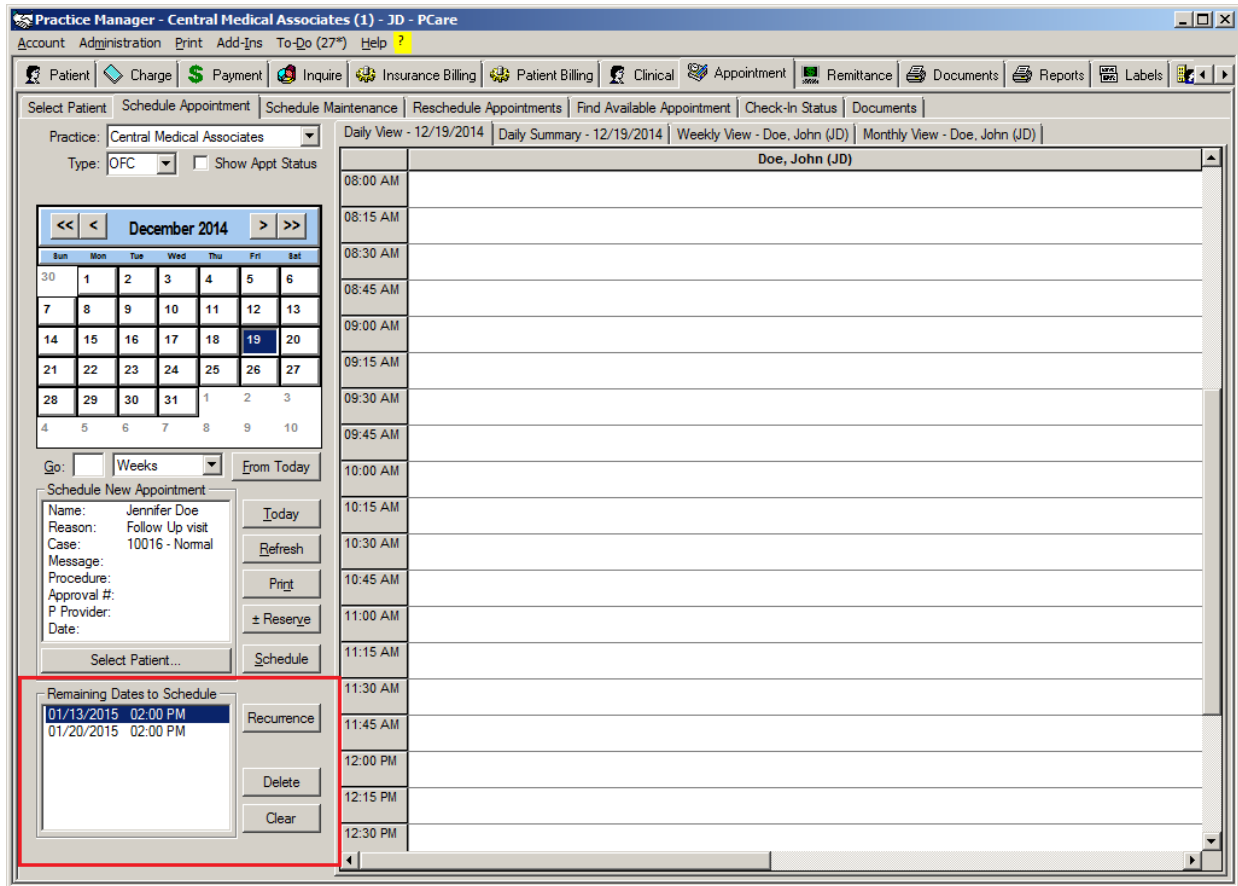 Practice Manager - Central Medical Associates (1) - JD - PCare
Account Administration Print Add-Ins To-Do (27*) Help ?
Patient Charge $ Payment Inquire Insurance Billing Patient Billing Clinical Appointment Remittance Documents Reports Labels
Select Patient Schedule Appointment Schedule Maintenance Reschedule Appointments Find Available Appointment Check-In Status Documents
Practice: Central Medical Associates
Type: OFC Show Appt Status
<< < December 2014 > >>
Sun Mon Tue Wed Thu Fri Sat
30 1 2 3 4 5 6
7 8 9 10 11 12 13
14 15 16 17 18 19 20
21 22 23 24 25 26 27
28 29 30 31 1 2 3
4 5 6 7 8 9 10
Go: Weeks From Today
Schedule New Appointment
Name: Jennifer Doe
Reason: Follow Up visit
Case: 10016 - Normal
Message:
Procedure:
Approval #:
P Provider:
Date:
Today
Refresh
Print
± Reserve
Select Patient... Schedule
Remaining Dates to Schedule
01/13/2015 02:00 PM
01/20/2015 02:00 PM
Recurrence
Delete
Clear
Daily View - 12/19/2014 Daily Summary - 12/19/2014 Weekly View - Doe, John (JD) Monthly View - Doe, John (JD)
Doe, John (JD)
08:00 AM
08:15 AM
08:30 AM
08:45 AM
09:00 AM
09:15 AM
09:30 AM
09:45 AM
10:00 AM
10:15 AM
10:30 AM
10:45 AM
11:00 AM
11:15 AM
11:30 AM
11:45 AM
12:00 PM
12:15 PM
12:30 PM